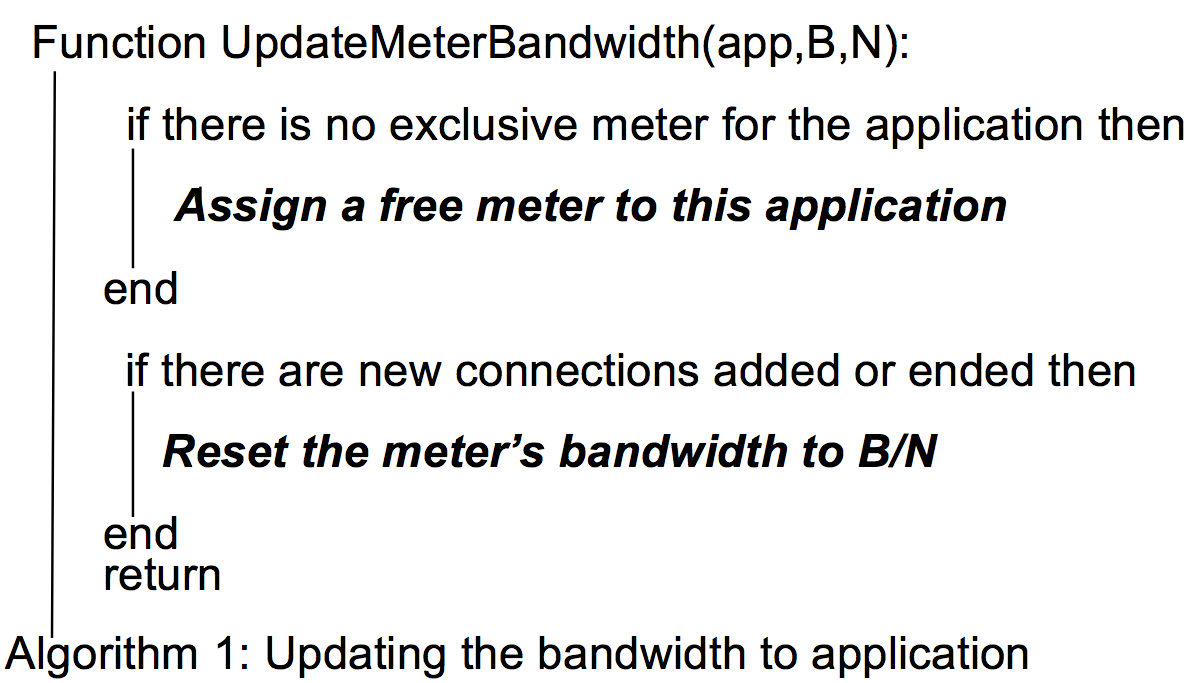 Function UpdateMeterBandwidth(app,B,N):
if there is no exclusive meter for the application then
Assign a free meter to this application
end
if there are new connections added or ended then
Reset the meter’s bandwidth to B/N
end
return
Algorithm 1: Updating the bandwidth to application